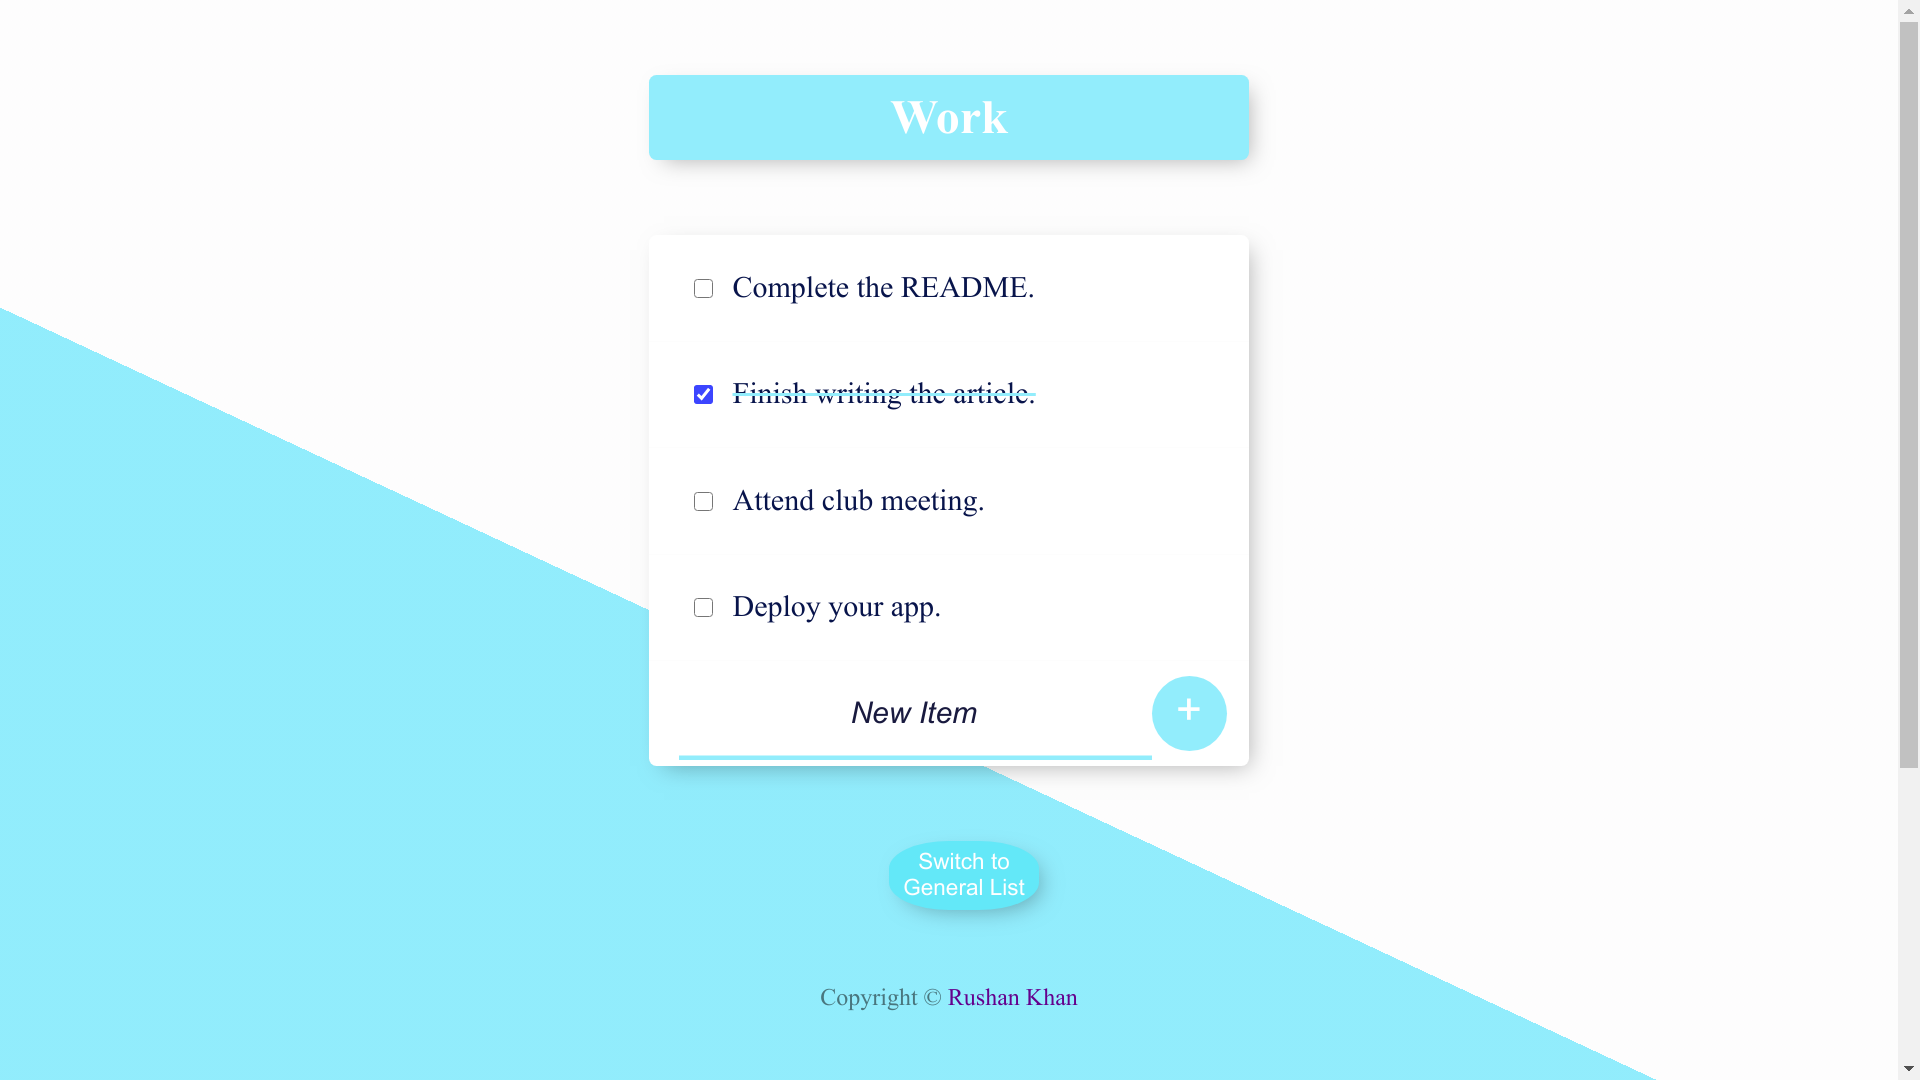 Work
Complete the README.
Finish writing the article.
Attend club meeting.
Deploy your app.
New Item
+
Switch to
General List
Copyright © Rushan Khan